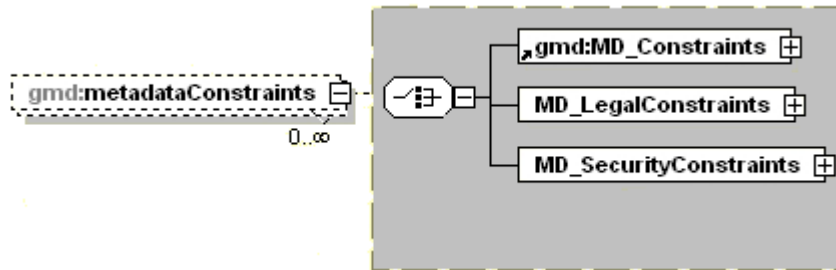 gmd:MD_Constraints
gmd:metadataConstraints
MD_LegalConstraints
0..∞
MD_SecurityConstraints